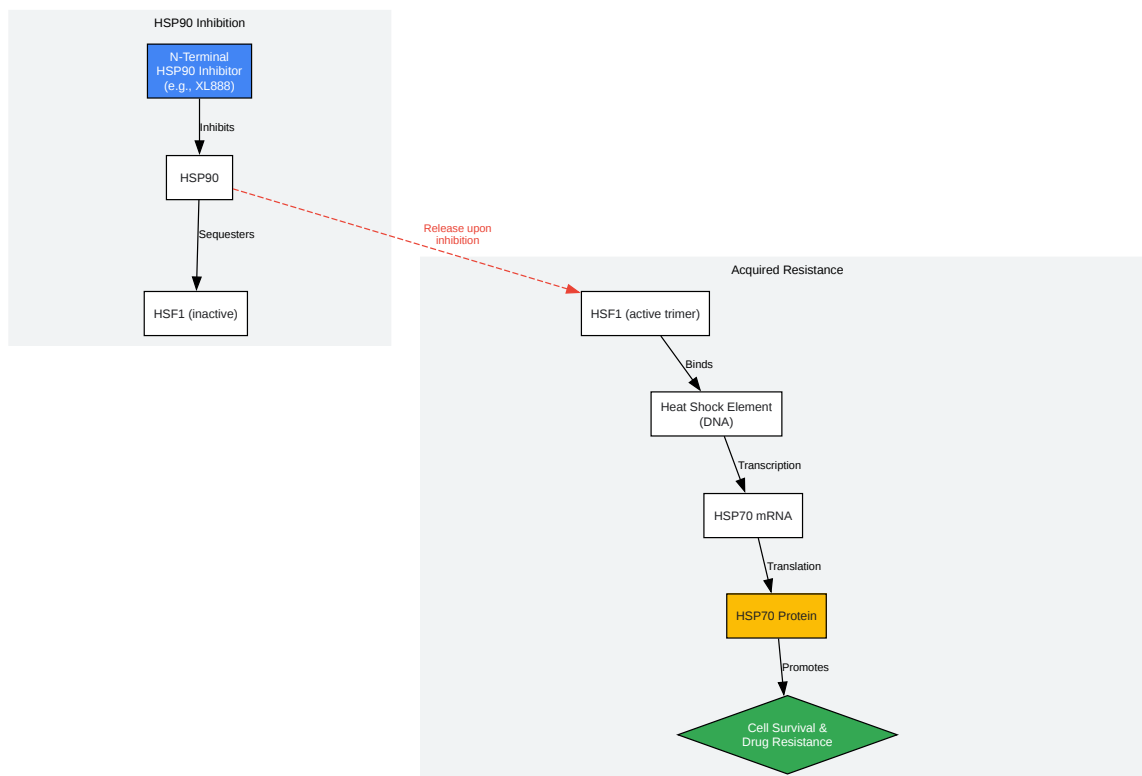 HSP90 Inhibition
N-Terminal
HSP90 Inhibitor
(e.g., XL888)
Inhibits
HSP90
Sequesters
HSF1 (inactive)
Release upon
inhibition
Acquired Resistance
HSF1 (active trimer)
Binds
Heat Shock Element
(DNA)
Transcription
HSP70 mRNA
Translation
HSP70 Protein
Promotes
Cell Survival &
Drug Resistance